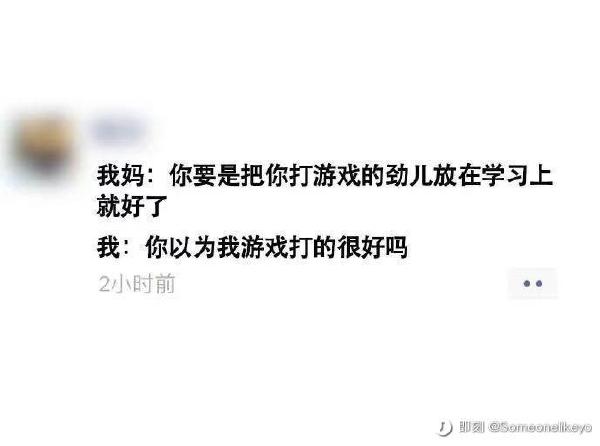 我妈：你要是把你打游戏的劲儿放在学习上
就好了
我：你以为我游戏打的很好吗
2小时前
即刻 @Someonelikeyo